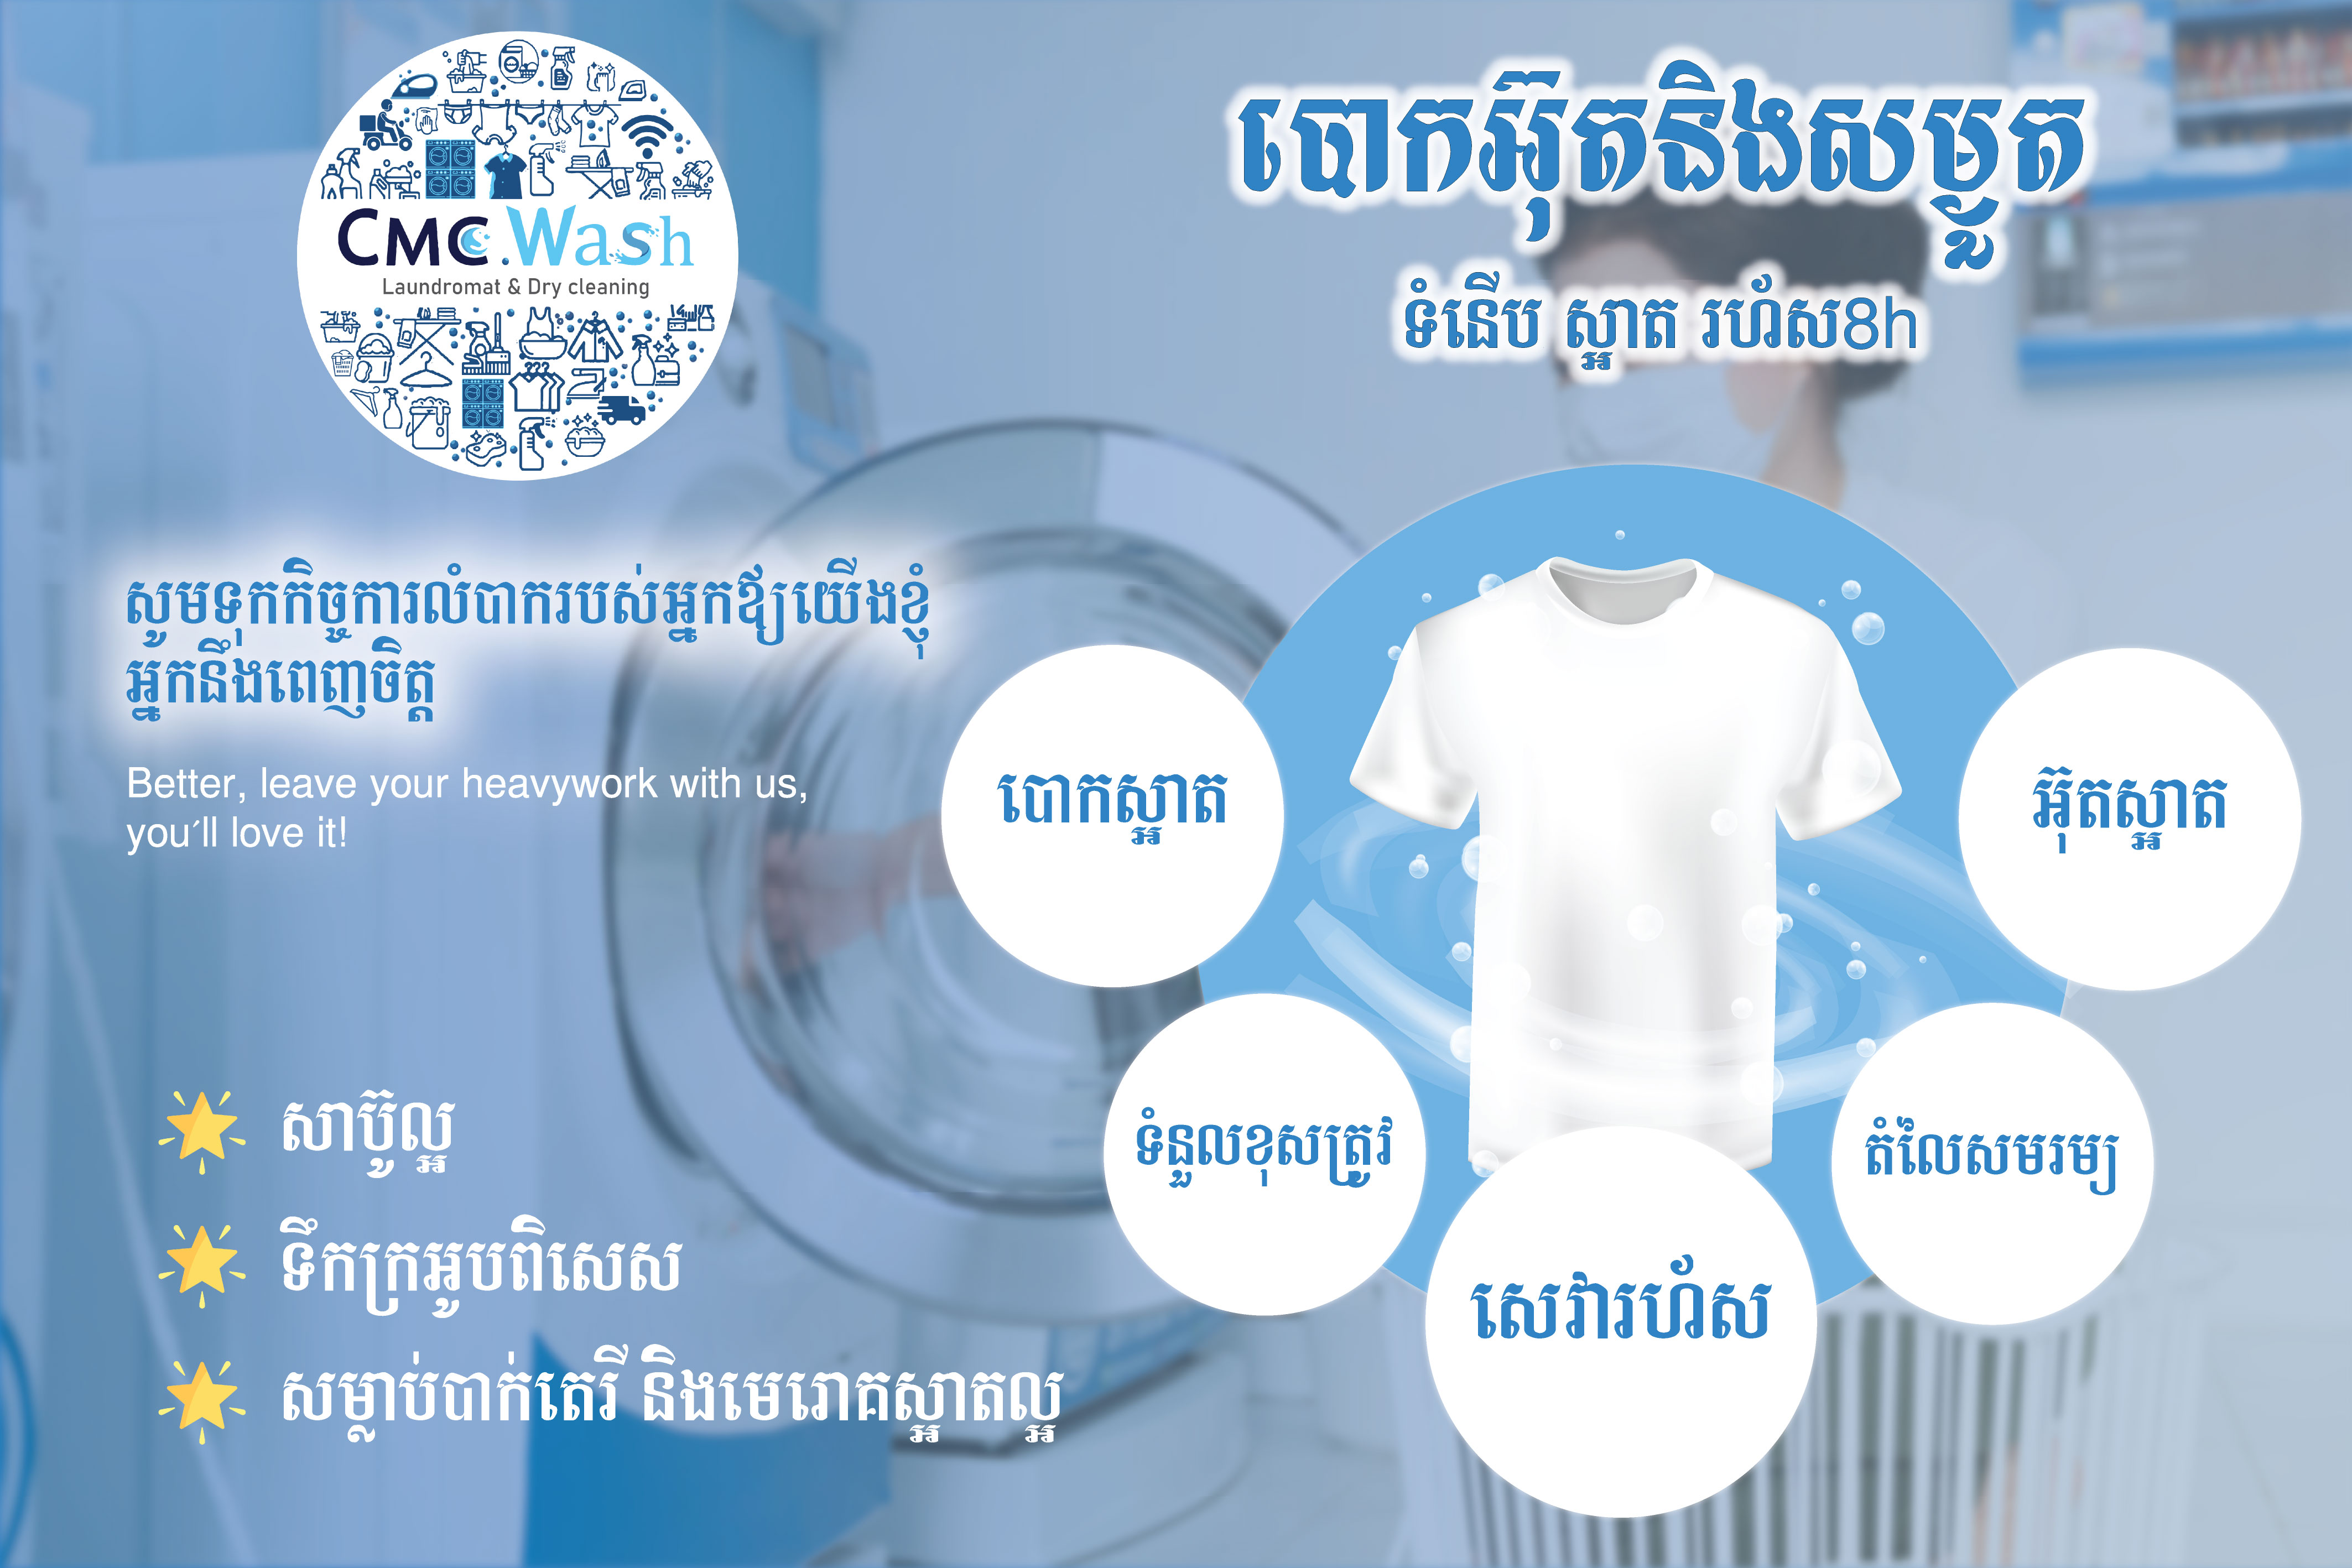 CMC.Wash
Laundromat & Dry cleaning
បោកអ៊ុតនិងសម្ងួត
ទំនើប ស្អាត រហ័ស8h
សូមទុកកិច្ចការលំបាករបស់អ្នកឱ្យយើងខ្ញុំ
អ្នកនឹងពេញចិត្ត
Better, leave your heavywork with us,
you´ll love it!
បោកស្អាត
អ៊ុតស្អាត
ទំនួលខុសត្រូវ
តំលៃសមរម្យ
សេវារហ័ស
សាប៊ូល្អ
ទឹកក្រអូបពិសេស
សម្លាប់បាក់តេរី និងមេរោគស្អាតល្អ